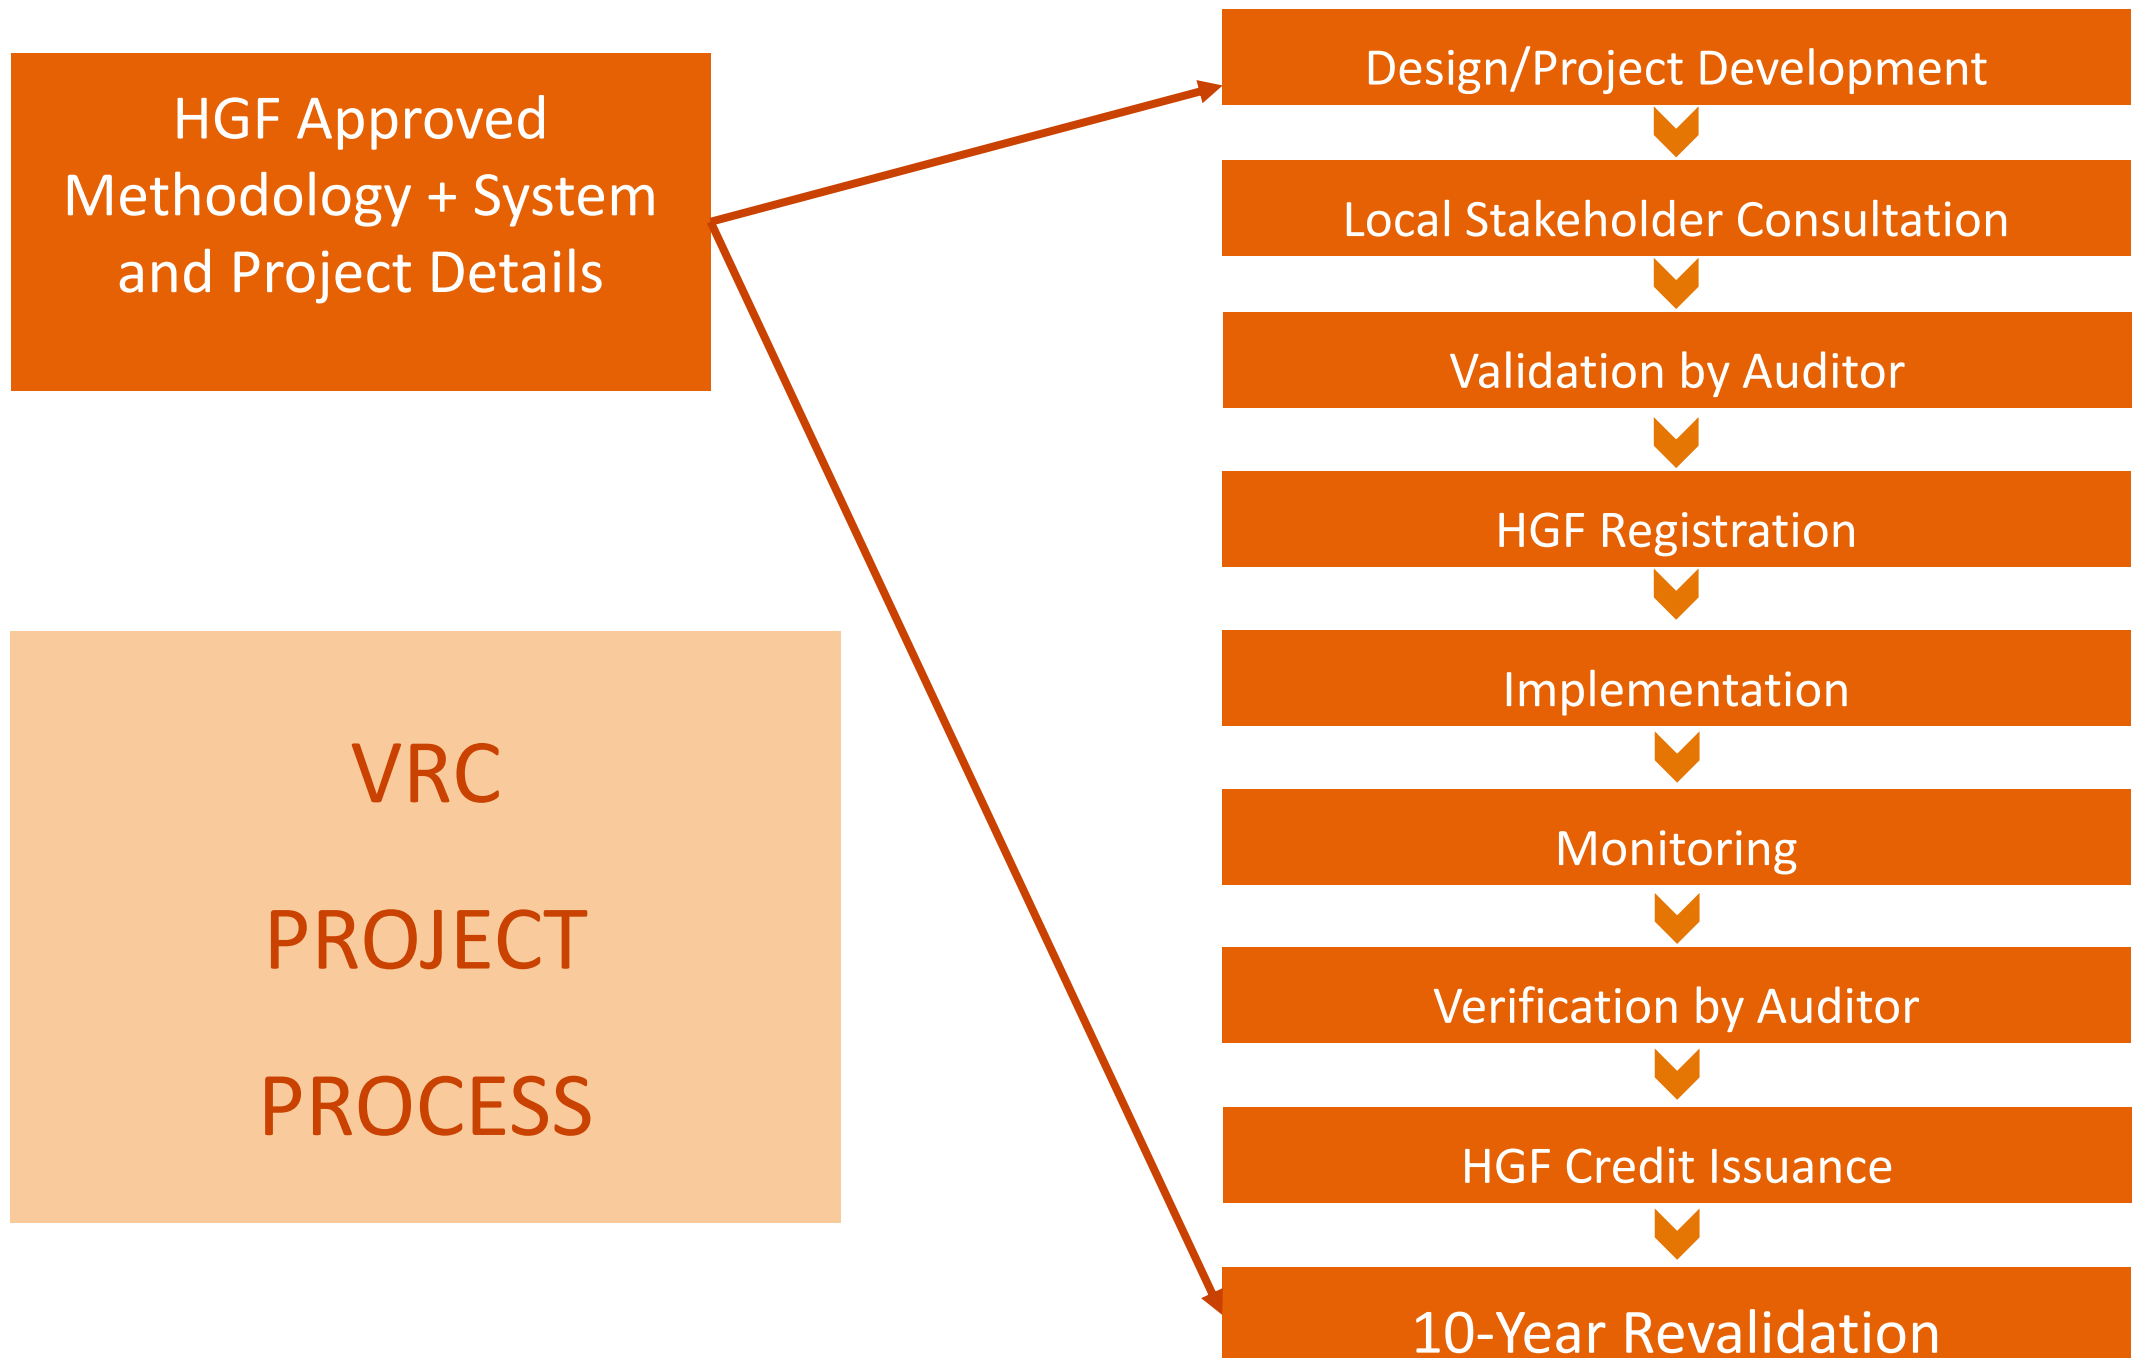 HGF Approved
Methodology + System
and Project Details
VRC
PROJECT
PROCESS
Design/Project Development
Local Stakeholder Consultation
Validation by Auditor
HGF Registration
Implementation
Monitoring
Verification by Auditor
HGF Credit Issuance
10-Year Revalidation